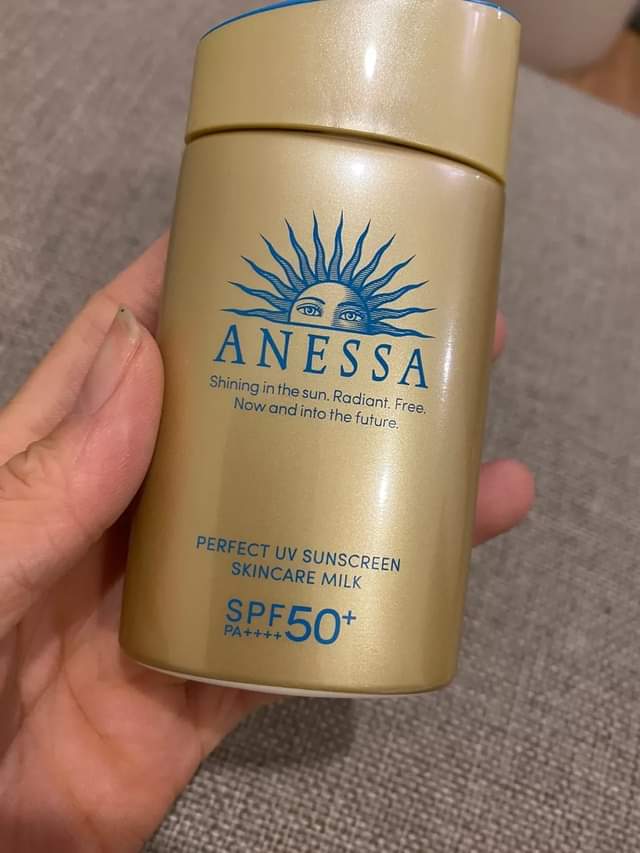 ANESSA
Shining in the sun. Radiant. Free.
Now and into the future.
PERFECT UV SUNSCREEN
SKINCARE MILK
SPF50+
PA++++